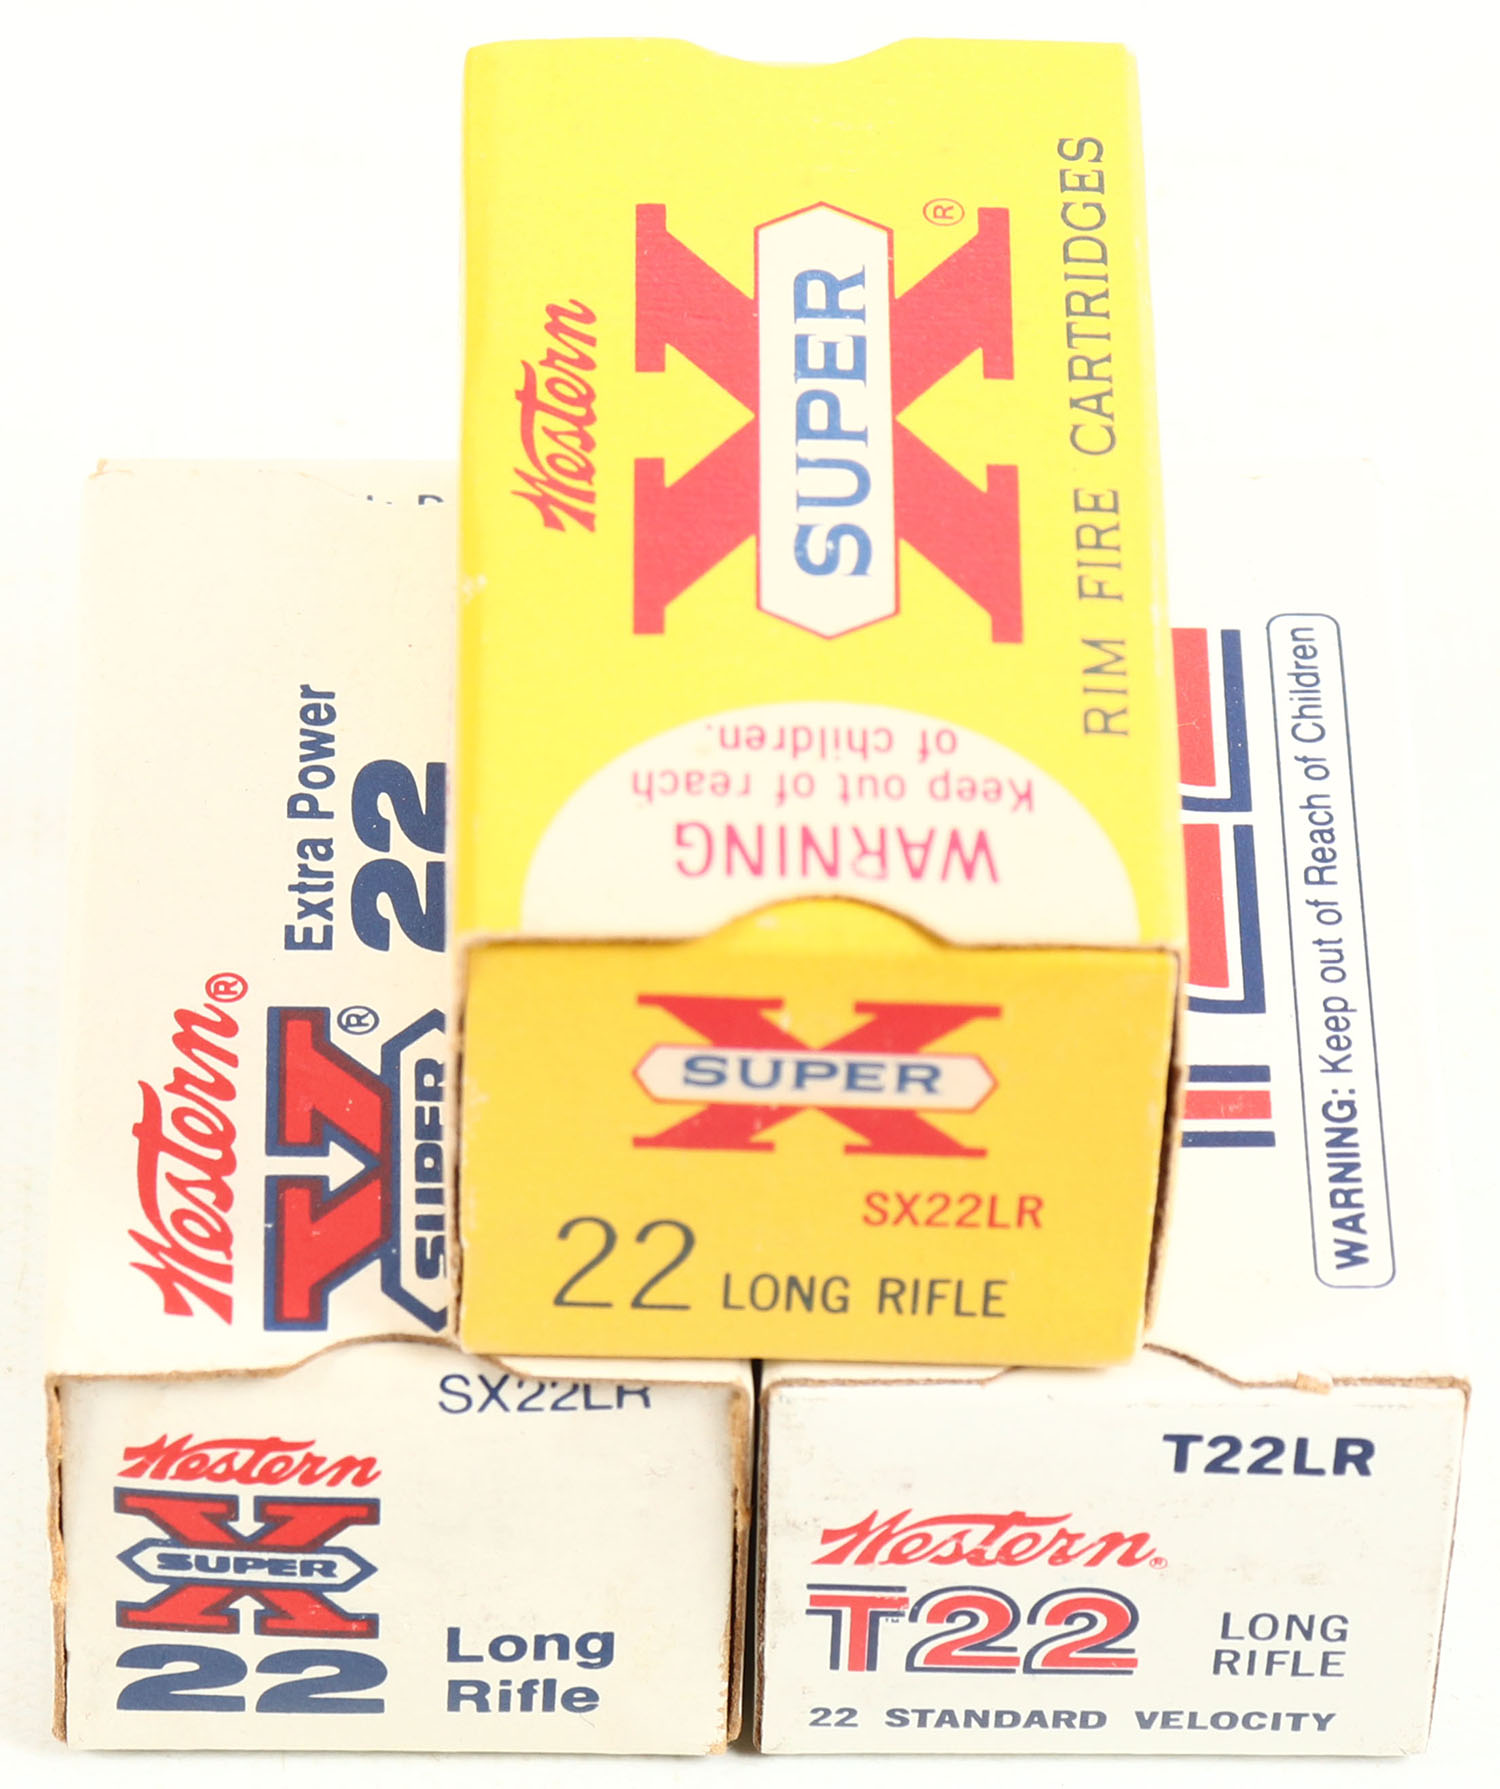 Western
SUPER X ®
RIM FIRE CARTRIDGES
WARNING
Keep out of reach
of children.
SUPER X
SX22LR
22 LONG RIFLE
Western®
X®
SUPER
Extra Power
22
SX22LR
Western
SUPER X
22
Long
Rifle
WARNING: Keep out of Reach of Children
T22LR
Western®
T22™
LONG
RIFLE
22 STANDARD VELOCITY